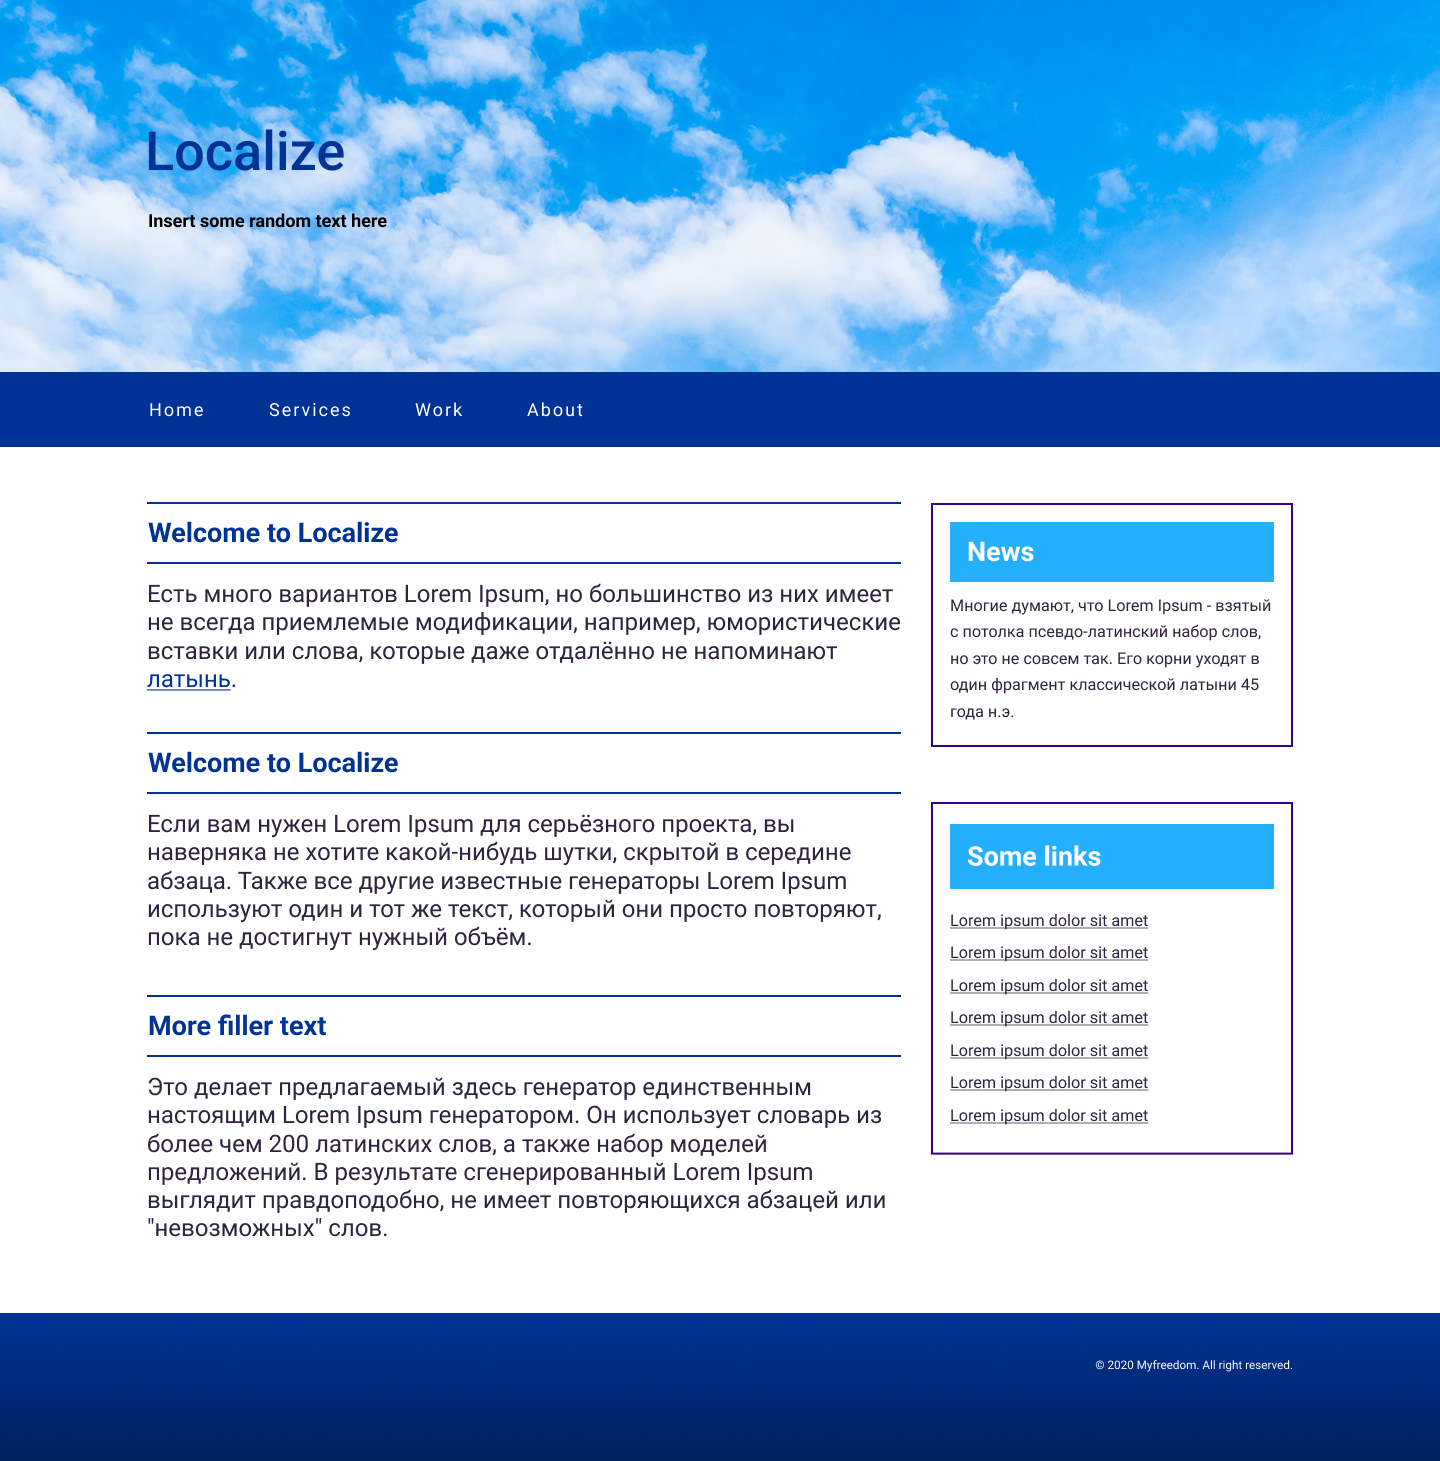 Localize
Insert some random text here
Home Services Work About
Welcome to Localize
Есть много вариантов Lorem Ipsum, но большинство из них имеет
не всегда приемлемые модификации, например, юмористические
вставки или слова, которые даже отдалённо не напоминают
латынь.
Welcome to Localize
Если вам нужен Lorem Ipsum для серьёзного проекта, вы
наверняка не хотите какой-нибудь шутки, скрытой в середине
абзаца. Также все другие известные генераторы Lorem Ipsum
используют один и тот же текст, который они просто повторяют,
пока не достигнут нужный объём.
More filler text
Это делает предлагаемый здесь генератор единственным
настоящим Lorem Ipsum генератором. Он использует словарь из
более чем 200 латинских слов, а также набор моделей
предложений. В результате сгенерированный Lorem Ipsum
выглядит правдоподобно, не имеет повторяющихся абзацей или
"невозможных" слов.
News
Многие думают, что Lorem Ipsum - взятый
с потолка псевдо-латинский набор слов,
но это не совсем так. Его корни уходят в
один фрагмент классической латыни 45
года н.э.
Some links
Lorem ipsum dolor sit amet
Lorem ipsum dolor sit amet
Lorem ipsum dolor sit amet
Lorem ipsum dolor sit amet
Lorem ipsum dolor sit amet
Lorem ipsum dolor sit amet
Lorem ipsum dolor sit amet
© 2020 Myfreedom. All right reserved.